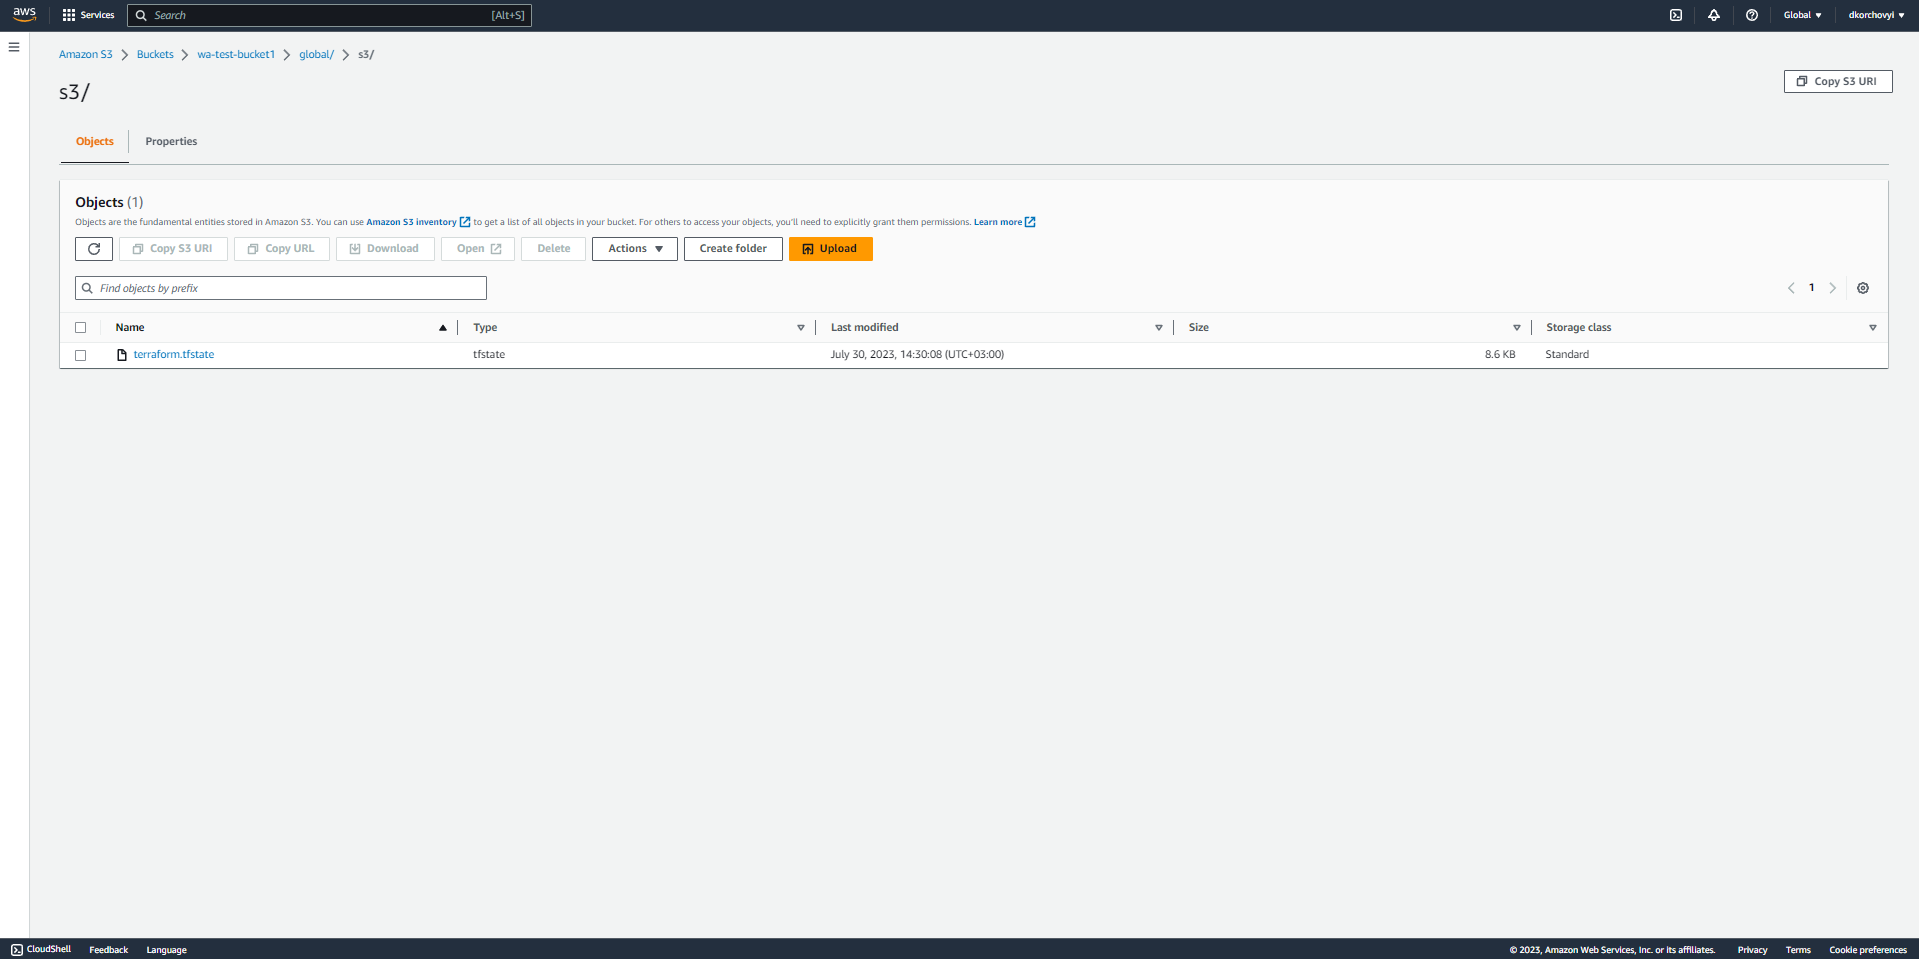 aws Services Search [Alt+S] Global dkorchovyi
Amazon S3 Buckets wa-test-bucket1 global/ s3/
s3/
Copy S3 URI
Objects Properties
Objects (1)
Objects are the fundamental entities stored in Amazon S3. You can use Amazon S3 inventory to get a list of all objects in your bucket. For others to access your objects, you'll need to explicitly grant them permissions. Learn more
Copy S3 URI Copy URL Download Open Delete Actions Create folder Upload
Find objects by prefix 1
Name Type Last modified Size Storage class
terraform.tfstate tfstate July 30, 2023, 14:30:08 (UTC+03:00) 8.6 KB Standard
CloudShell Feedback Language © 2023, Amazon Web Services, Inc. or its affiliates. Privacy Terms Cookie preferences